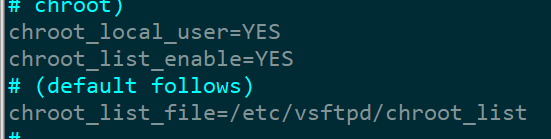 # chroot)
chroot_local_user=YES
chroot_list_enable=YES
# (default follows)
chroot_list_file=/etc/vsftpd/chroot_list
#